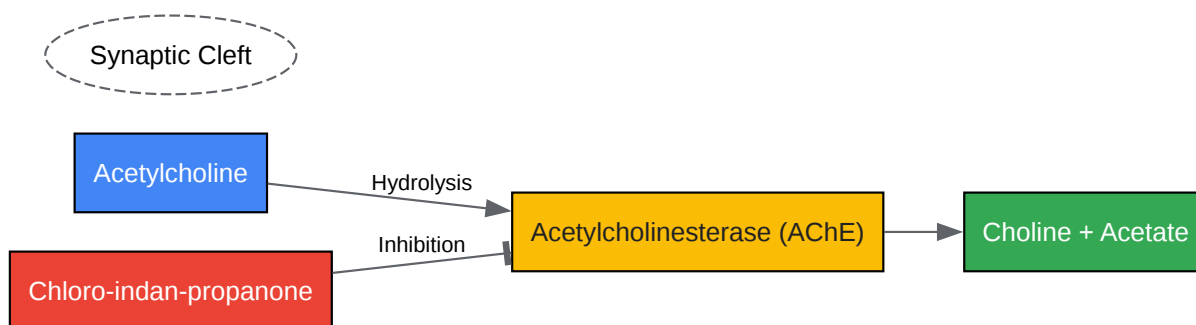 Synaptic Cleft
Acetylcholine
Hydrolysis
Inhibition
Acetylcholinesterase (AChE)
Choline + Acetate
Chloro-indan-propanone